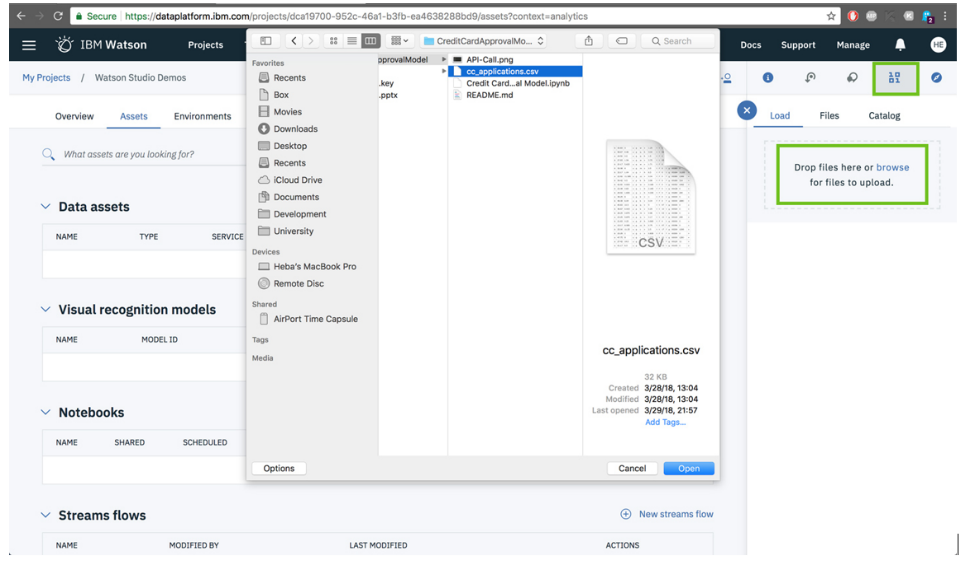 Secure https://dataplatform.ibm.com/projects/dca19700-952c-46a1-b3fb-ea4638288bd9/assets?context=analytics
IBM Watson Projects Docs Support Manage HE
CreditCardApprovalMo... Search
My Projects / Watson Studio Demos
Overview Assets Environments
What assets are you looking for?
Data assets
NAME TYPE SERVICE
Visual recognition models
NAME MODEL ID
Notebooks
NAME SHARED SCHEDULED
Streams flows
New streams flow
NAME MODIFIED BY LAST MODIFIED ACTIONS
Favorites
Recents
Box
Movies
Downloads
Desktop
Recents
iCloud Drive
Documents
Development
University
Devices
Heba's MacBook Pro
Remote Disc
Shared
AirPort Time Capsule
Tags
Media
pprovalModel
.key
.pptx
API-Call.png
cc_applications.csv
Credit Card...al Model.ipynb
README.md
CSV
cc_applications.csv
32 KB
Created 3/28/18, 13:04
Modified 3/28/18, 13:04
Last opened 3/29/18, 21:57
Add Tags...
Options Cancel Open
Load Files Catalog
Drop files here or browse
for files to upload.